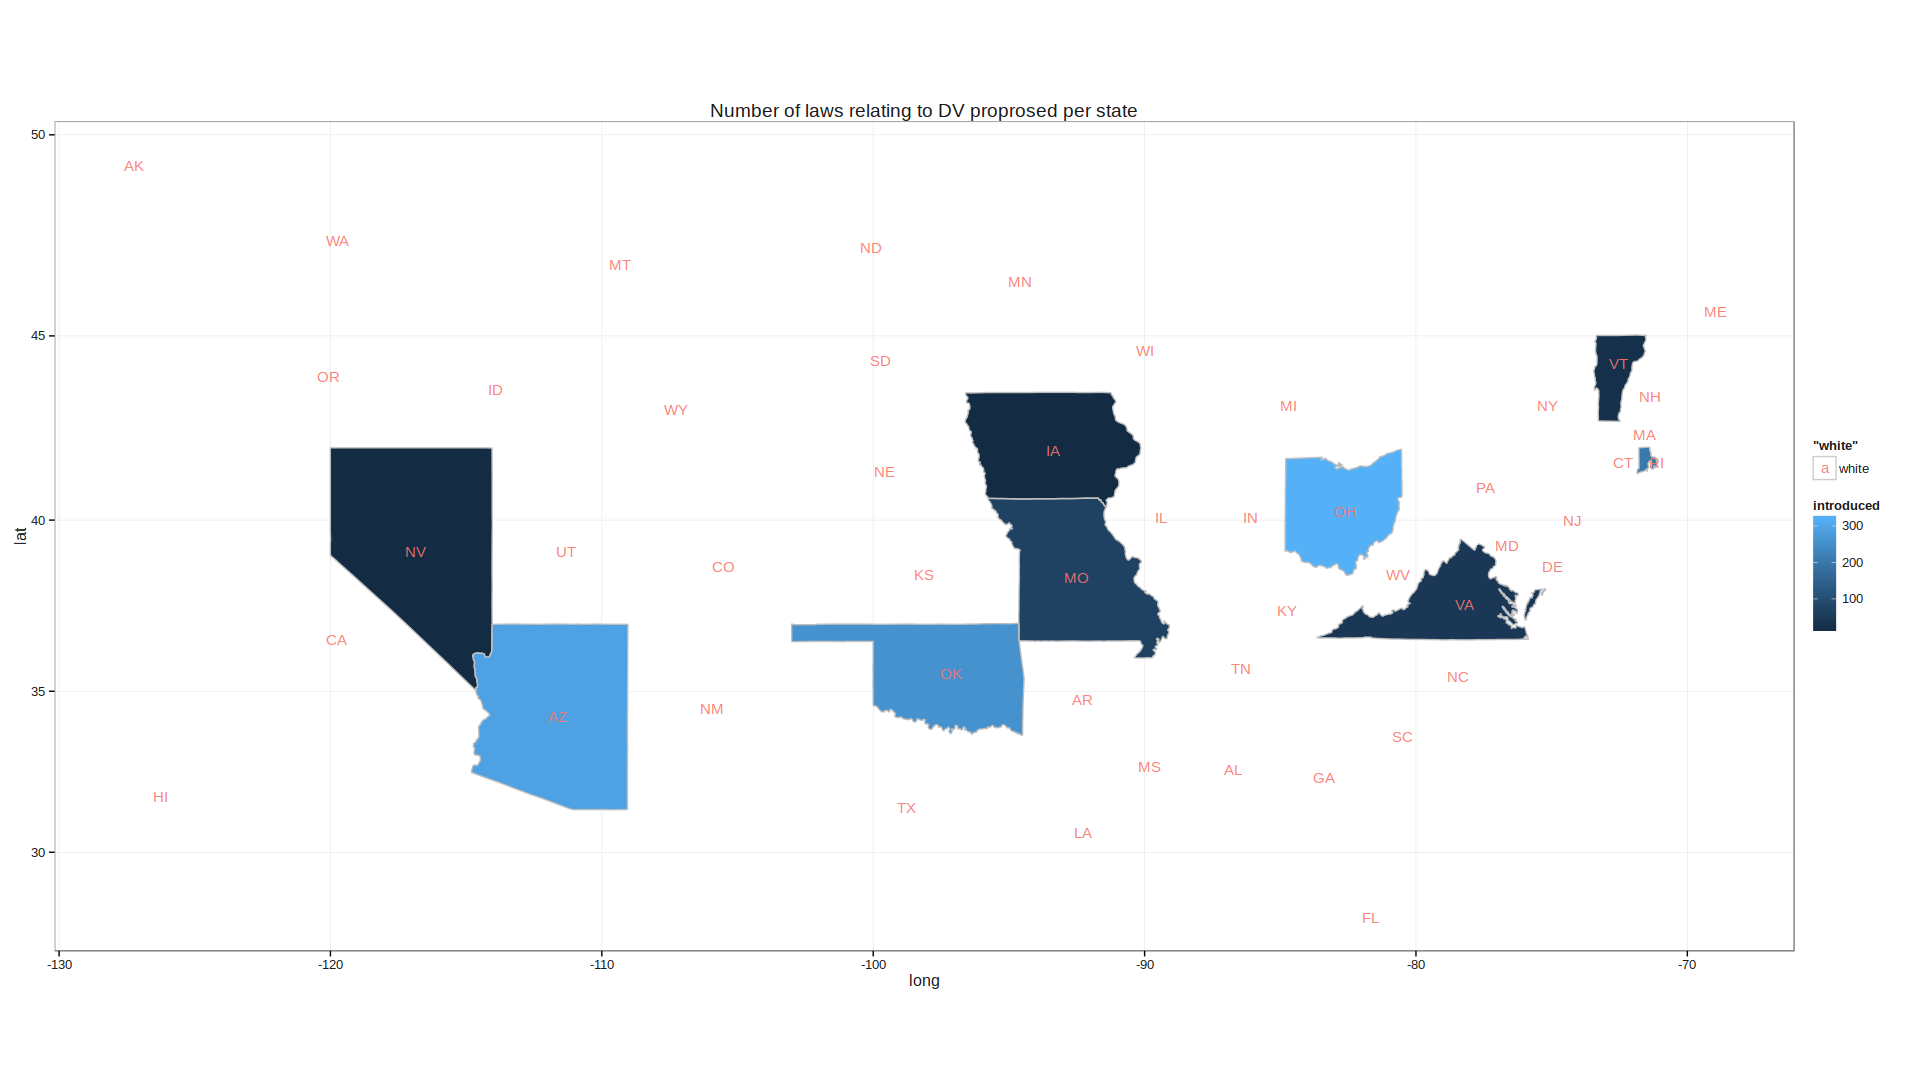 Number of laws relating to DV proprosed per state
50
AK
WA
ND
MT
MN
ME
45
WI
SD
VT
OR
ID
NH
WY
MI
NY
MA
"white"
IA
CT
RI
a white
NE
PA
introduced
OH
300
40
IL
IN
NJ
lat
MD
NV
UT
200
CO
DE
KS
WV
MO
100
VA
KY
CA
TN
OK
NC
35
AR
NM
AZ
SC
MS
AL
GA
HI
TX
LA
30
FL
-130
-120
-110
-100
-90
-80
-70
long